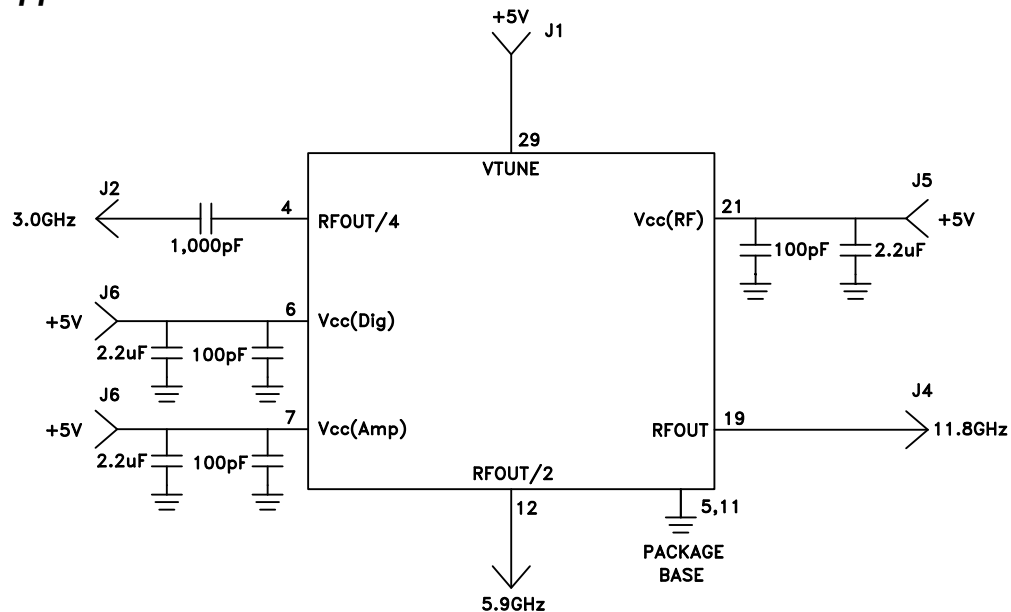 +5V
J1
29
VTUNE
J2
3.0GHz
1,000pF
4
RFOUT/4
Vcc(RF)
21
J5
+5V
100pF
2.2uF
J6
+5V
2.2uF
100pF
6
Vcc(Dig)
J6
+5V
2.2uF
100pF
7
Vcc(Amp)
RFOUT
19
J4
11.8GHz
RFOUT/2
12
5.9GHz
5,11
PACKAGE
BASE